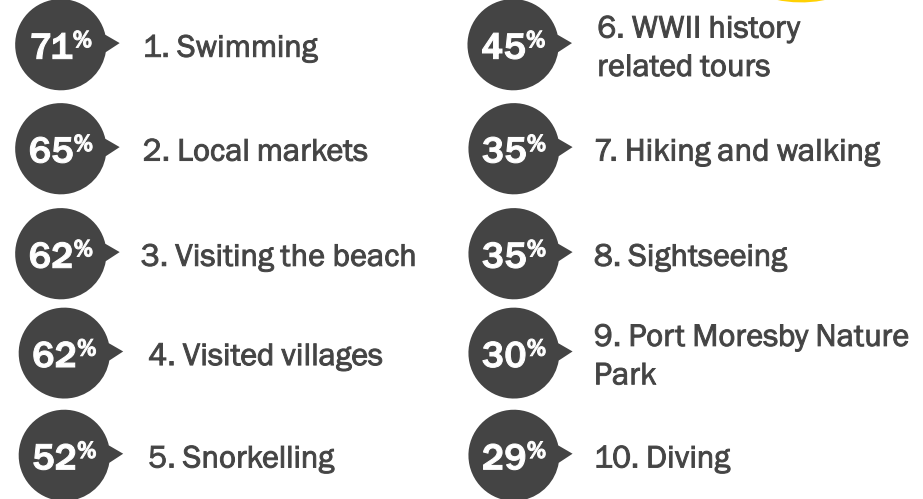 71%
1. Swimming
65%
2. Local markets
62%
3. Visiting the beach
62%
4. Visited villages
52%
5. Snorkelling
45%
6. WWII history
related tours
35%
7. Hiking and walking
35%
8. Sightseeing
30%
9. Port Moresby Nature
Park
29%
10. Diving